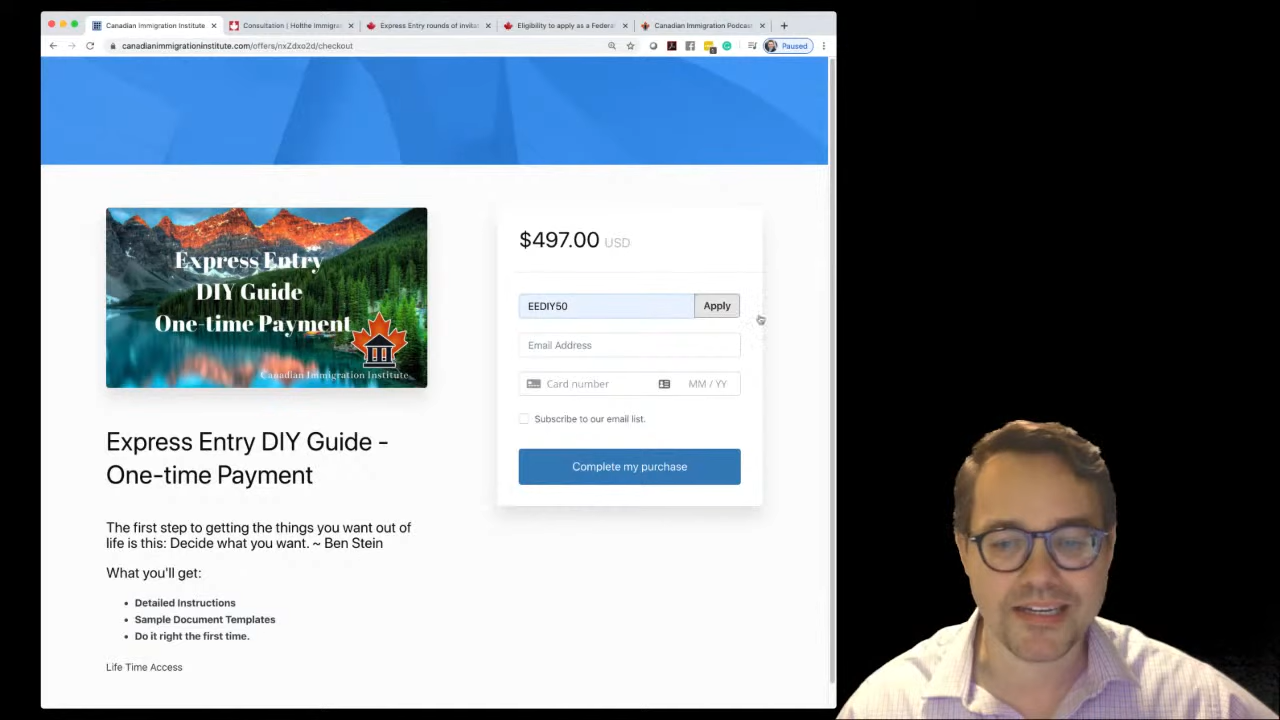 Canadian Immigration Institute
Consultation | Holthe Immigra
Express Entry rounds of invita
Eligibility to apply as a Federa
Canadian Immigration Podcas
canadianimmigrationinstitute.com/offers/nxZdxo2d/checkout
Paused
Express Entry
DIY Guide
One-time Payment
Canadian Immigration Institute
$497.00 USD
EEDIY50
Apply
Email Address
Card number
MM / YY
Subscribe to our email list.
Complete my purchase
Express Entry DIY Guide -
One-time Payment
The first step to getting the things you want out of
life is this: Decide what you want. ~ Ben Stein
What you'll get:
Detailed Instructions
Sample Document Templates
Do it right the first time.
Life Time Access